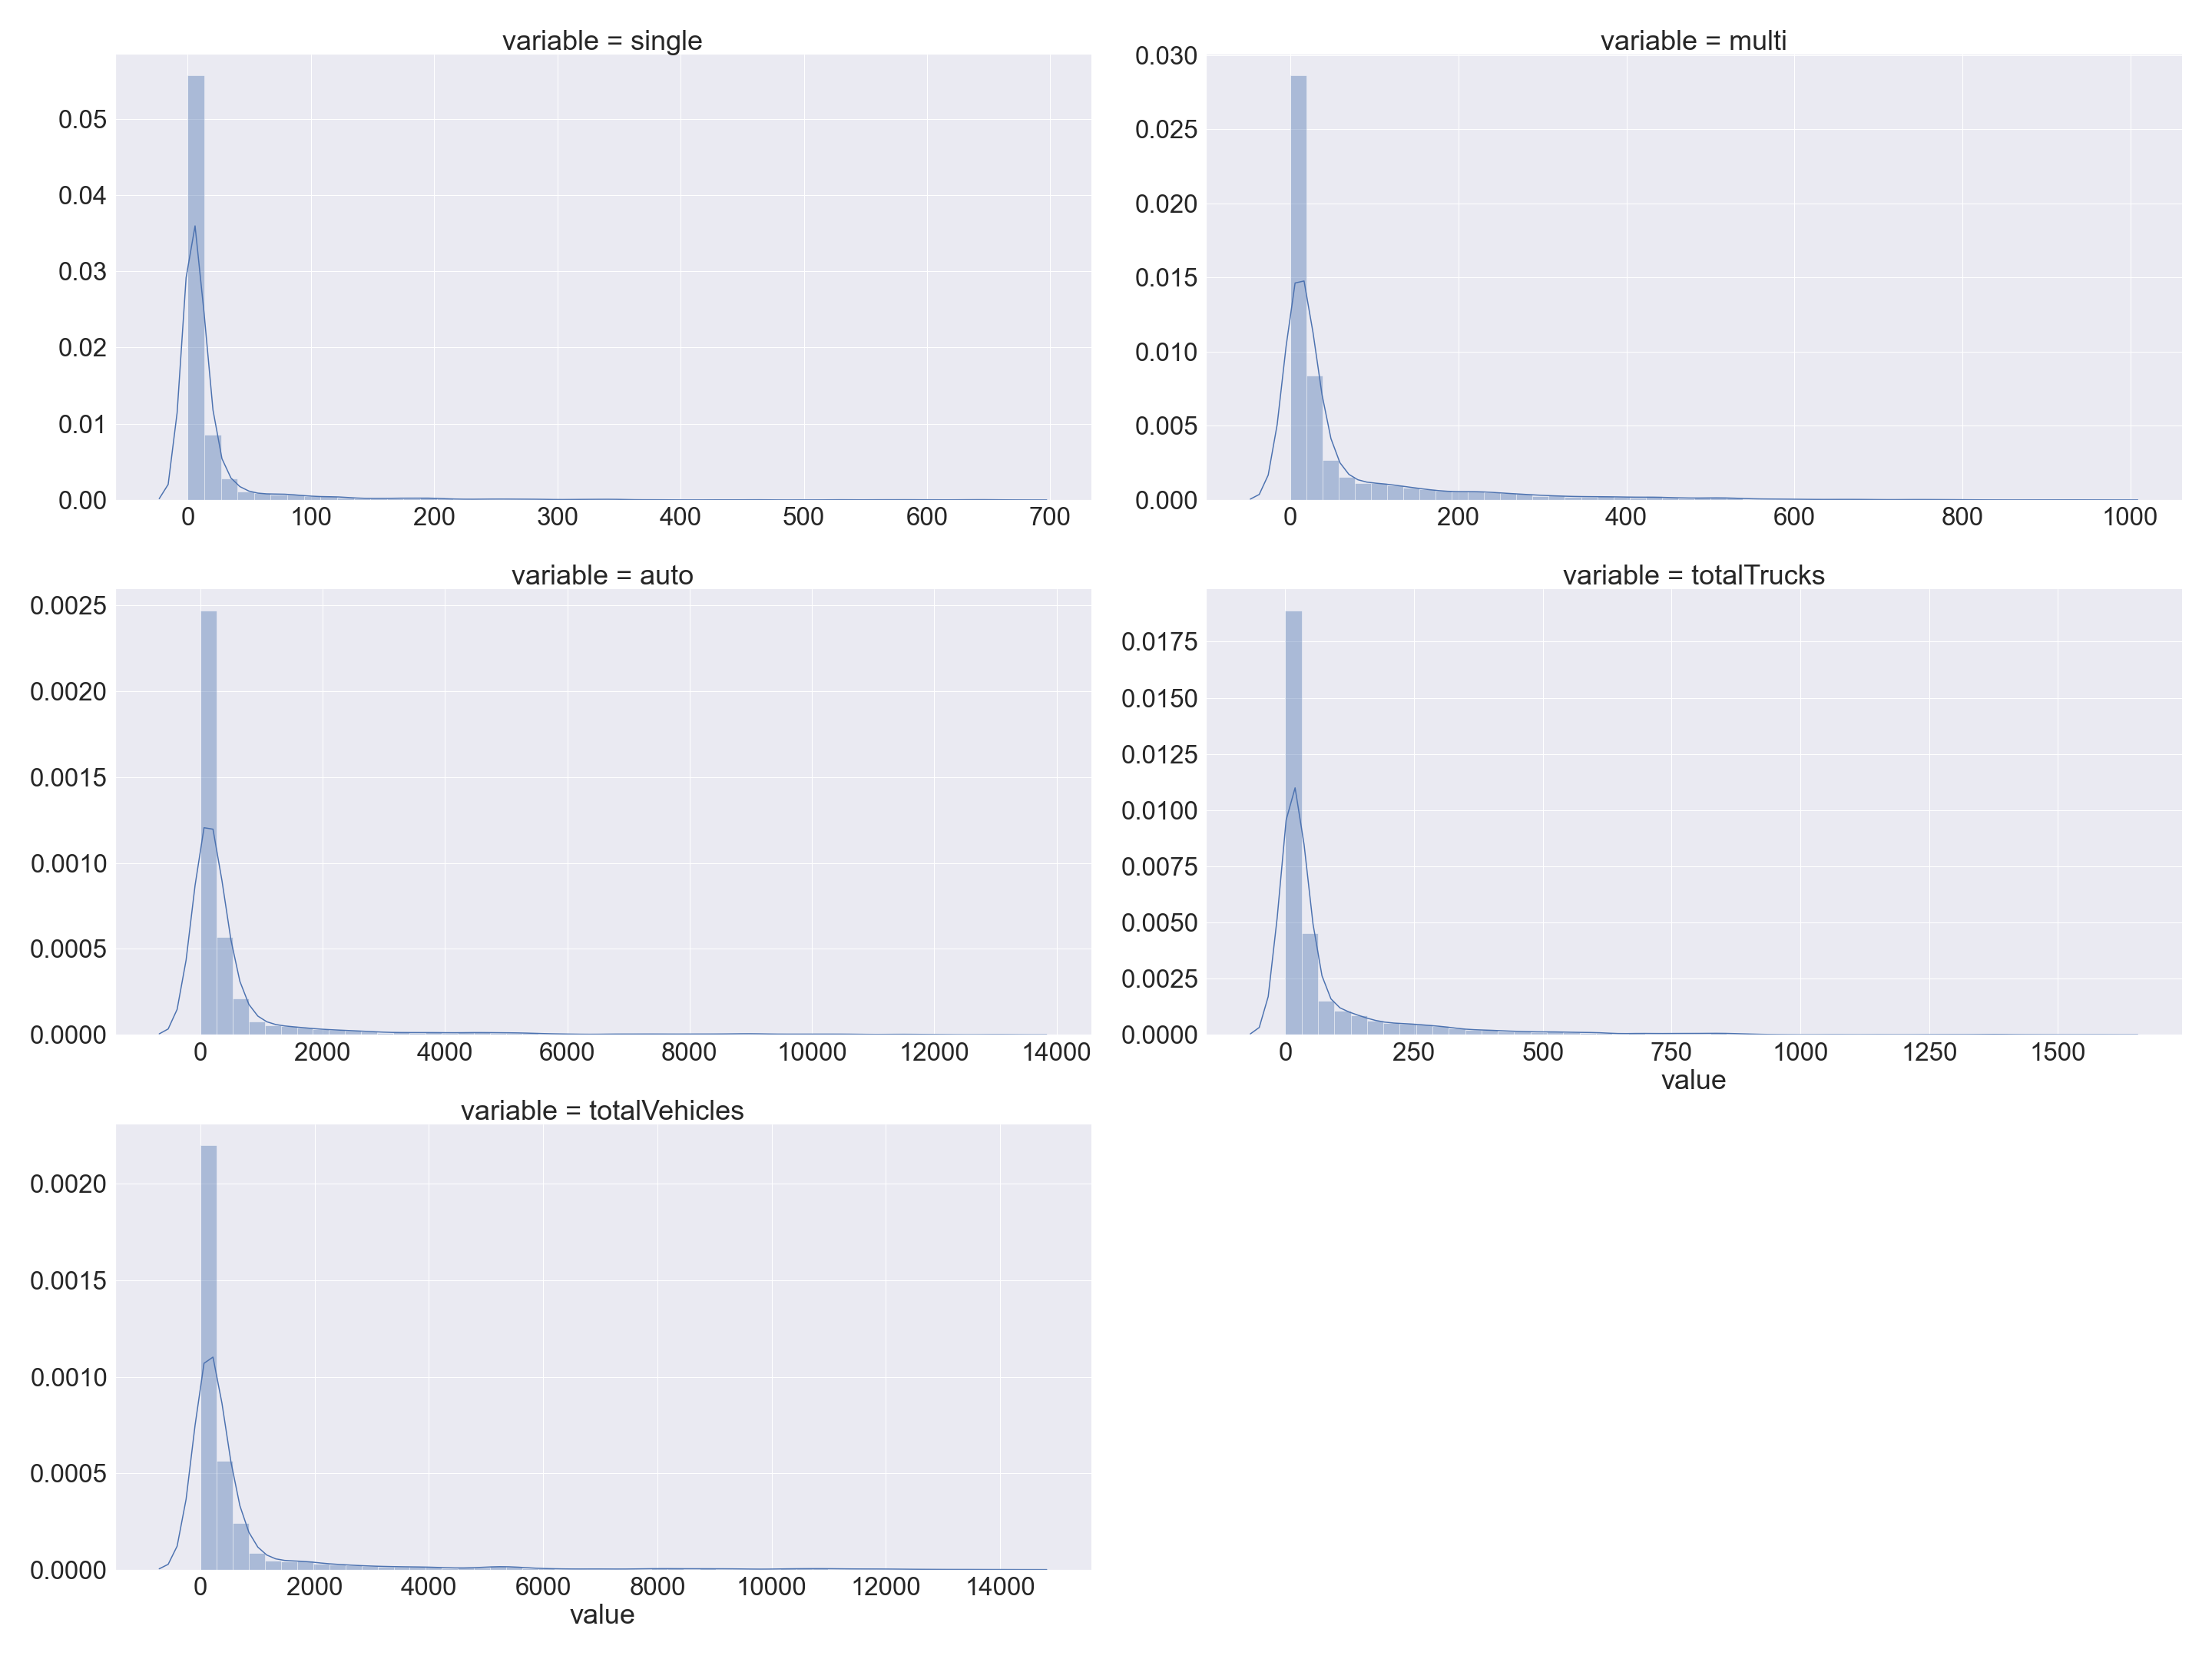 variable = single
0.05
0.04
0.03
0.02
0.01
0.00
0 100 200 300 400 500 600 700
variable = multi
0.030
0.025
0.020
0.015
0.010
0.005
0.000
0 200 400 600 800 1000
variable = auto
0.0025
0.0020
0.0015
0.0010
0.0005
0.0000
0 2000 4000 6000 8000 10000 12000 14000
variable = totalTrucks
0.0175
0.0150
0.0125
0.0100
0.0075
0.0050
0.0025
0.0000
0 250 500 750 1000 1250 1500
value
variable = totalVehicles
0.0020
0.0015
0.0010
0.0005
0.0000
0 2000 4000 6000 8000 10000 12000 14000
value